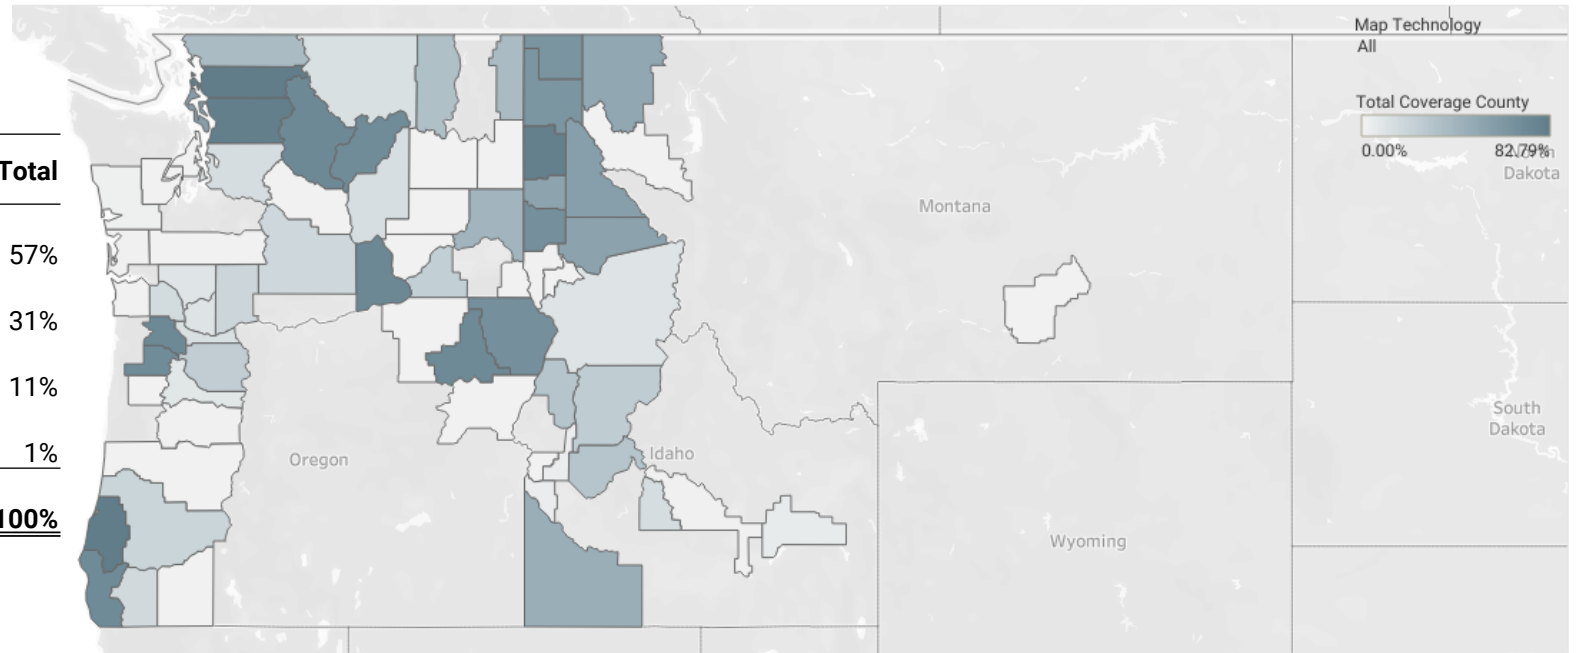 Total
57%
31%
11%
1%
100%
Map Technology
All
Total Coverage County
0.00%
82.79%
North
Dakota
Montana
South
Dakota
Oregon
Idaho
Wyoming